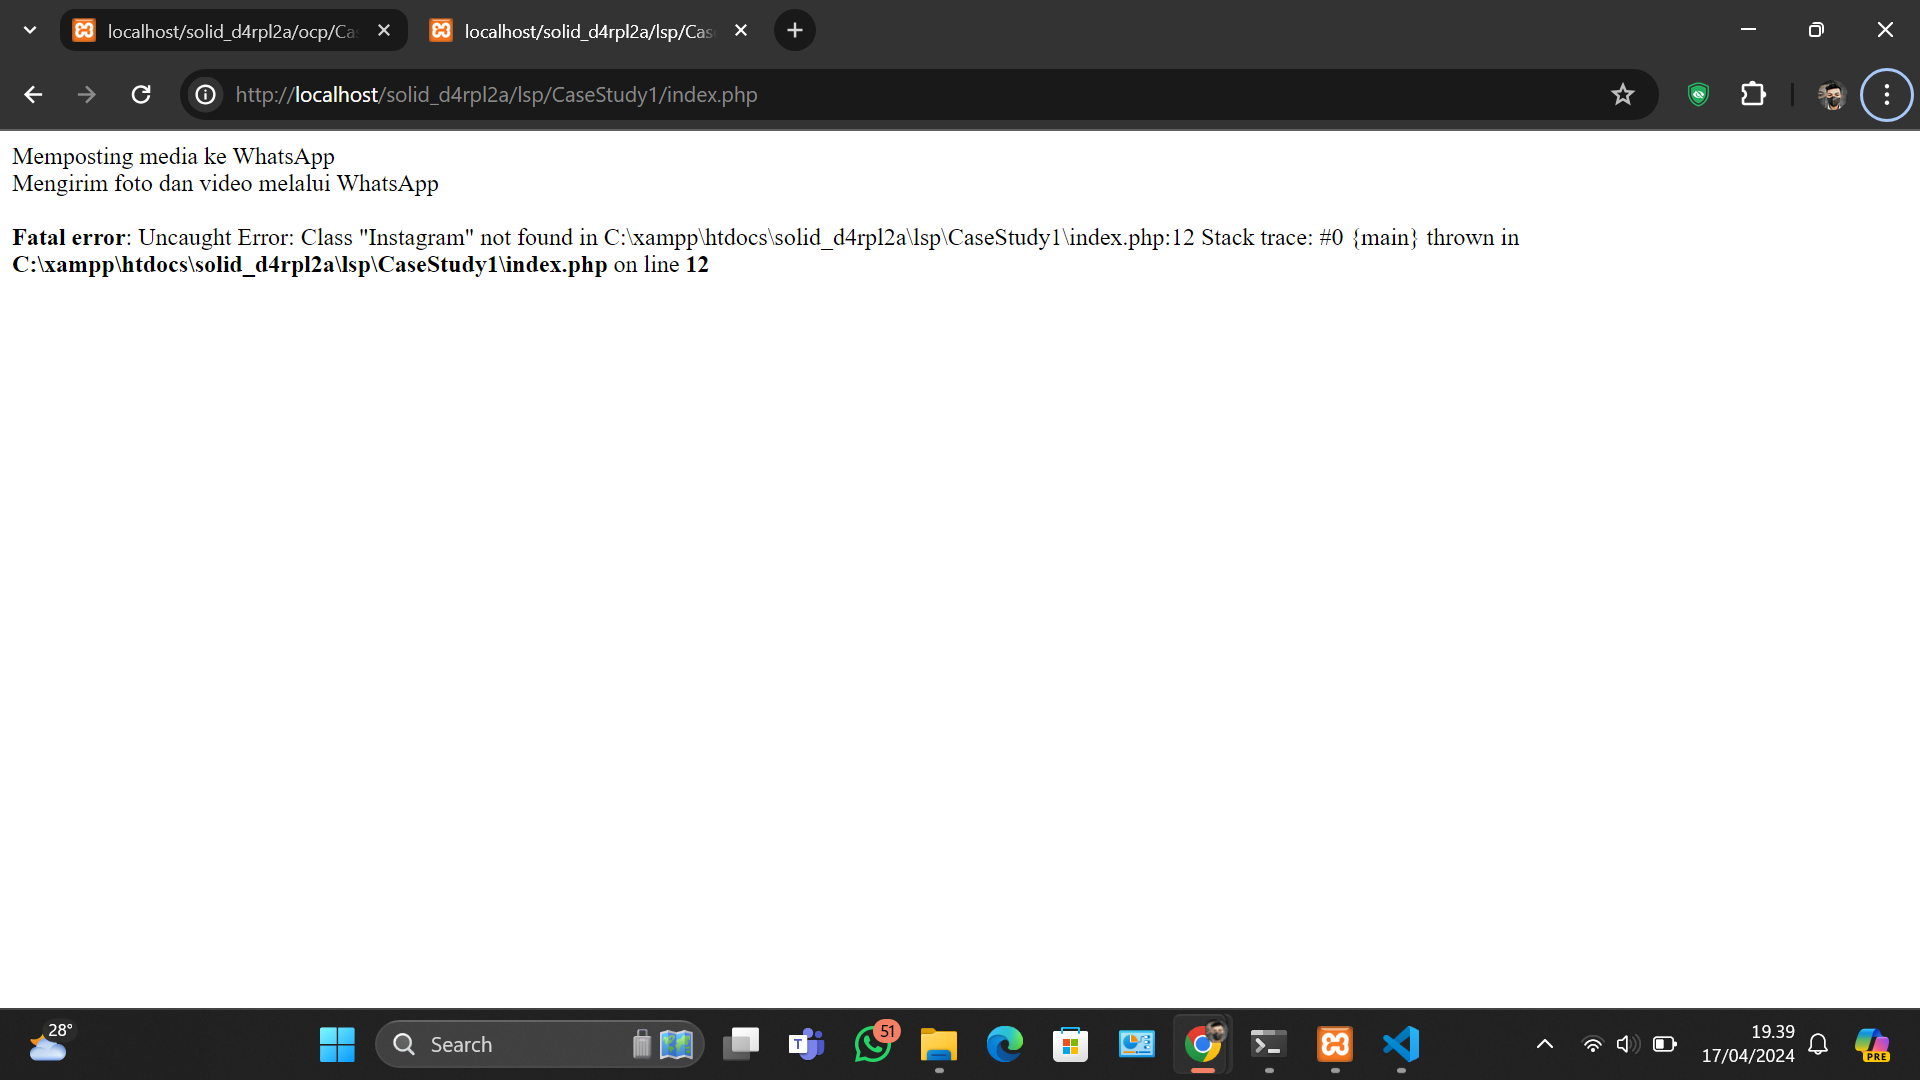 localhost/solid_d4rpl2a/ocp/Ca
localhost/solid_d4rpl2a/lsp/Cas
http://localhost/solid_d4rpl2a/lsp/CaseStudy1/index.php
Memposting media ke WhatsApp
Mengirim foto dan video melalui WhatsApp
Fatal error: Uncaught Error: Class "Instagram" not found in C:\xampp\htdocs\solid_d4rpl2a\lsp\CaseStudy1\index.php:12 Stack trace: #0 {main} thrown in
C:\xampp\htdocs\solid_d4rpl2a\lsp\CaseStudy1\index.php on line 12
28°
Search
T
51
19.39
17/04/2024
PRE